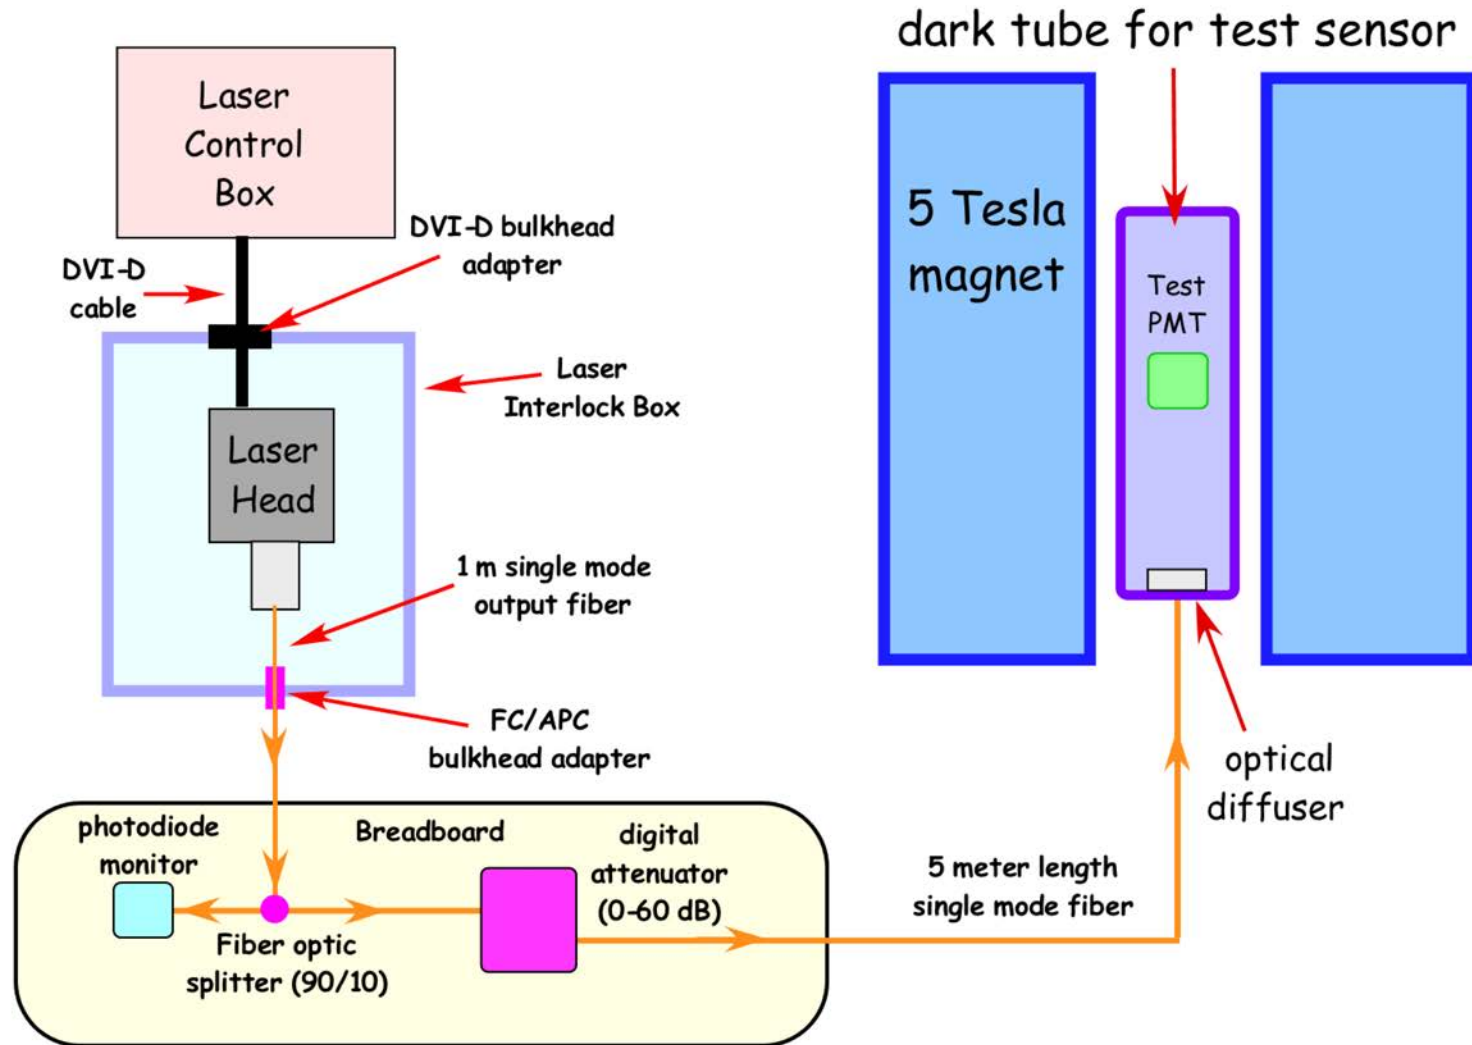 dark tube for test sensor
Laser
Control
Box
DVI-D bulkhead
adapter
DVI-D
cable
5 Tesla
magnet
Test
PMT
Laser
Interlock Box
Laser
Head
1 m single mode
output fiber
FC/APC
bulkhead adapter
optical
diffuser
photodiode
monitor
Breadboard
digital
attenuator
(0-60 dB)
5 meter length
single mode fiber
Fiber optic
splitter (90/10)